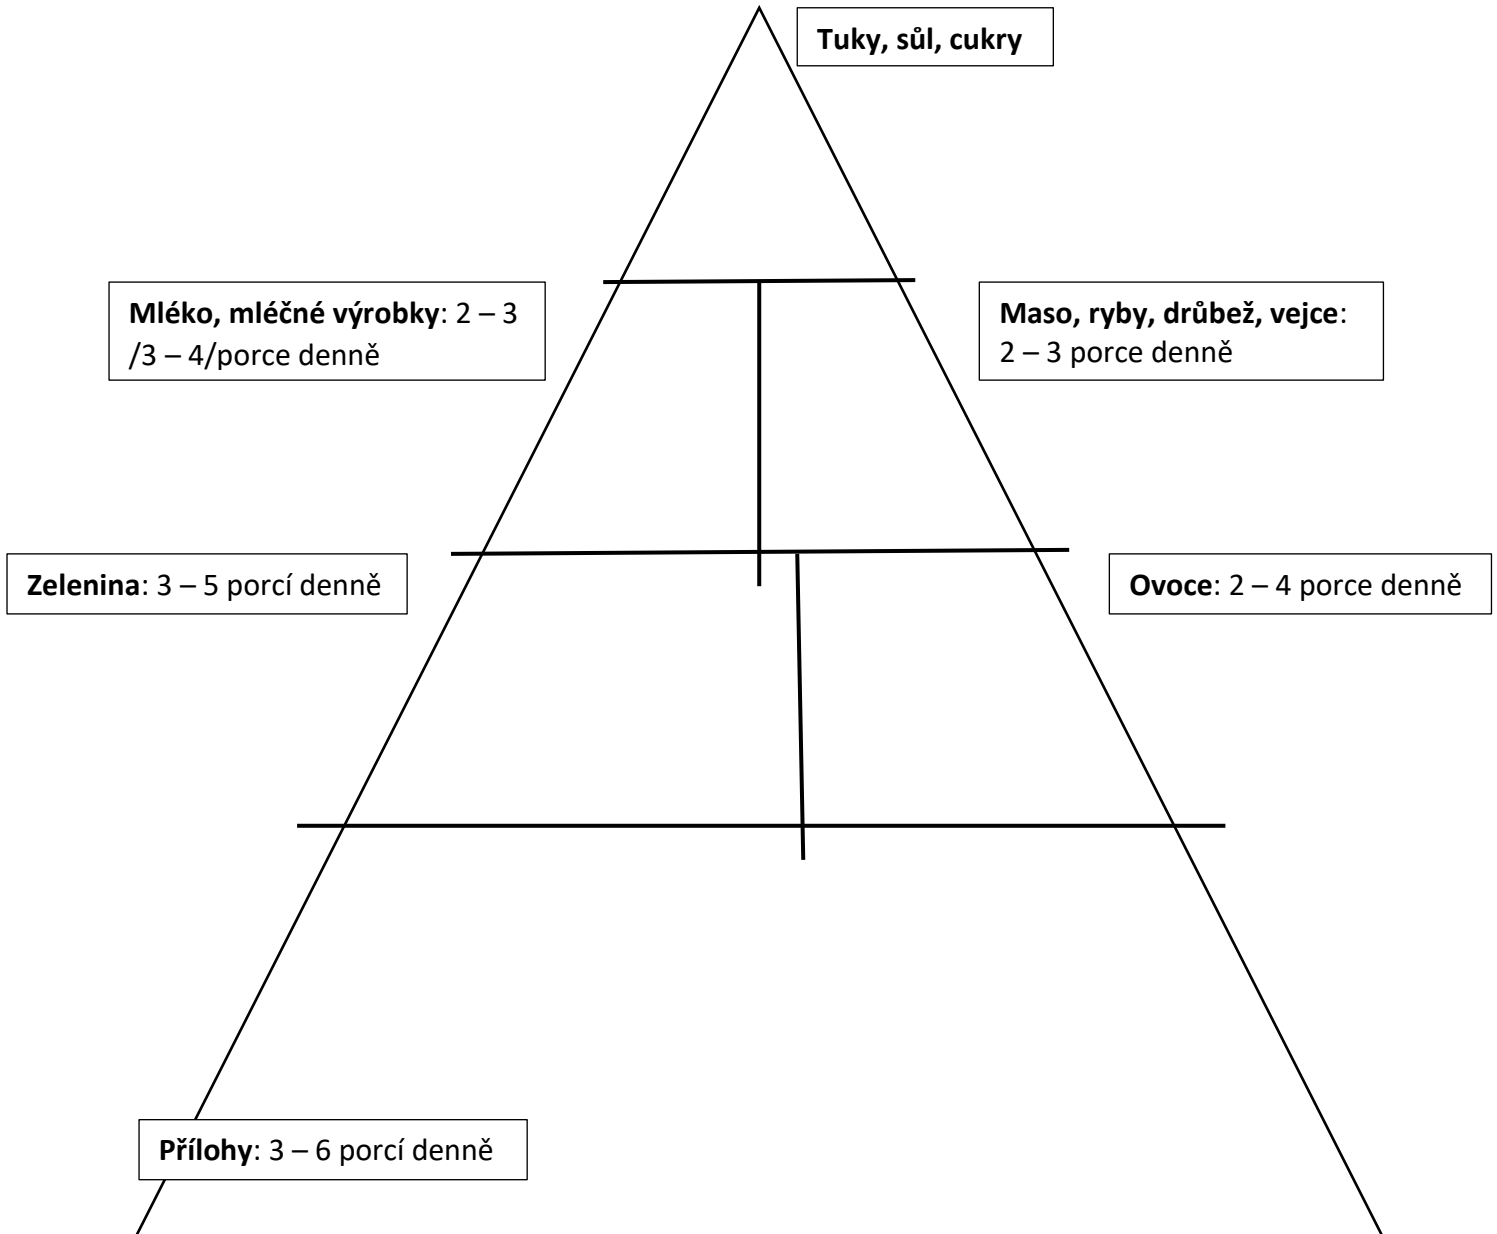 Tuky, sůl, cukry
Mléko, mléčné výrobky: 2 – 3
/3 – 4/porce denně
Maso, ryby, drůbež, vejce:
2 – 3 porce denně
Zelenina: 3 – 5 porcí denně
Ovoce: 2 – 4 porce denně
Přílohy: 3 – 6 porcí denně